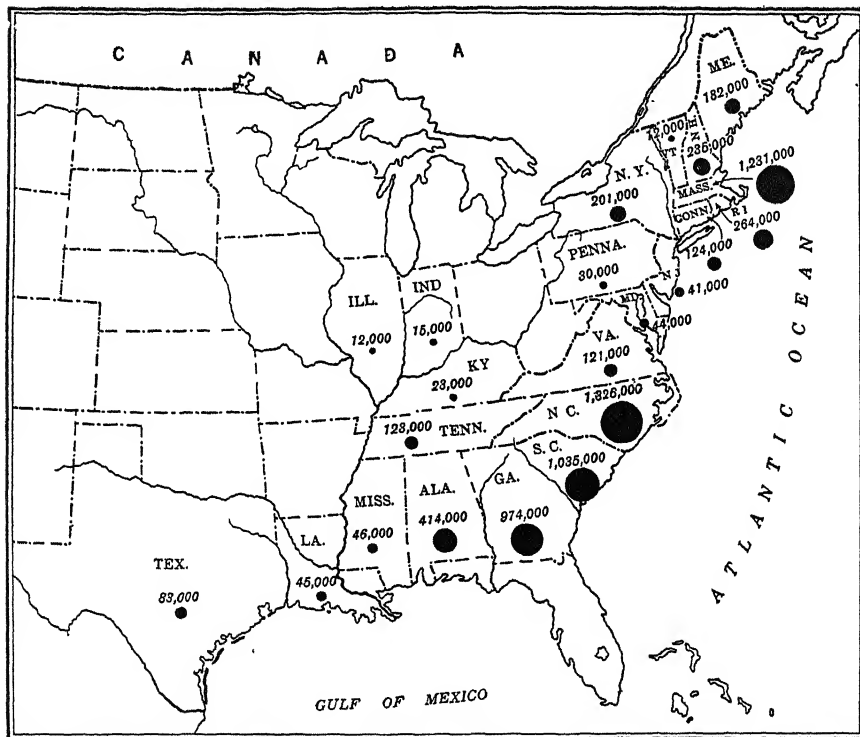 C A N A D A
ME.
182,000
N H
VT
235,000
1,231,000
MASS.
N. Y.
201,000
CONN.
R I
264,000
PENNA.
30,000
124,000
N
41,000
MD.
44,000
ILL.
IND
12,000
15,000
VA.
121,000
KY
23,000
N C.
1,326,000
123,000 TENN.
S. C.
1,035,000
MISS.
ALA.
GA.
46,000
414,000
974,000
LA.
45,000
TEX.
83,000
ATLANTIC OCEAN
GULF OF MEXICO